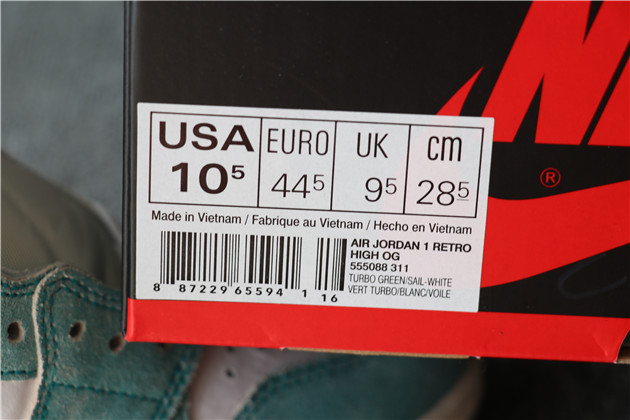 USA EURO UK cm
10⁵ 44⁵ 9⁵ 28⁵
Made in Vietnam / Fabrique au Vietnam / Hecho en Vietnam
AIR JORDAN 1 RETRO
HIGH OG
555088 311
TURBO GREEN/SAIL-WHITE
VERT TURBO/BLANC/VOILE
8 87229 65594 1 16
®